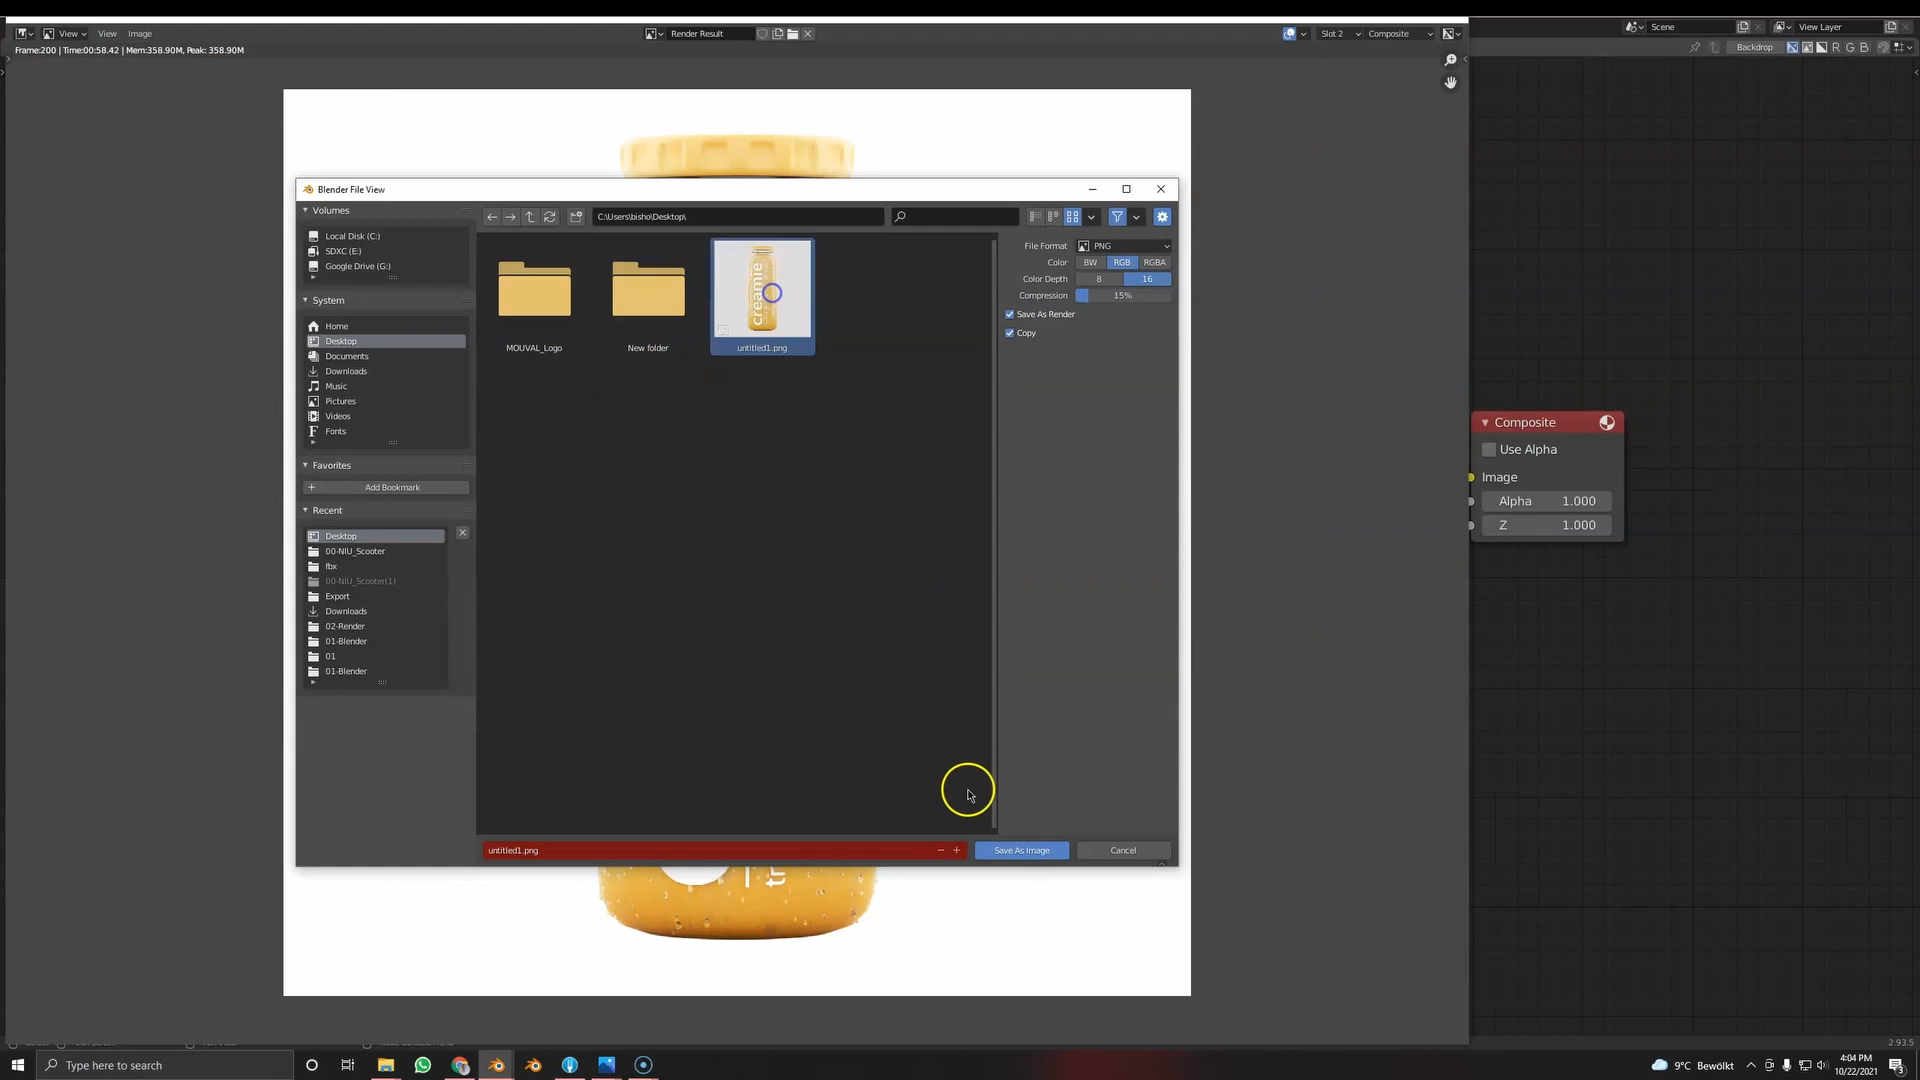 View View Image Render Result Slot 2 Composite Scene View Layer
Frame:200 | Time:00:58.42 | Mem:358.90M, Peak: 358.90M
Backdrop R G B
Blender File View
Volumes
Local Disk (C:)
SDXC (E:)
Google Drive (G:)
System
Home
Desktop
Documents
Downloads
Music
Pictures
Videos
Fonts
Favorites
Add Bookmark
Recent
Desktop
00-NIU_Scooter
fbx
00-NIU_Scooter(1)
Export
Downloads
02-Render
01-Blender
01
01-Blender
C:\Users\bisho\Desktop\
creamie
MOUVAL_Logo
New folder
untitled1.png
File Format PNG
Color BW RGB RGBA
Color Depth 8 16
Compression 15%
Save As Render
Copy
untitled1.png
Save As Image
Cancel
Composite
Use Alpha
Image
Alpha 1.000
Z 1.000
2.93.5
Type here to search
9°C Bewölkt
4:04 PM
10/22/2021
3